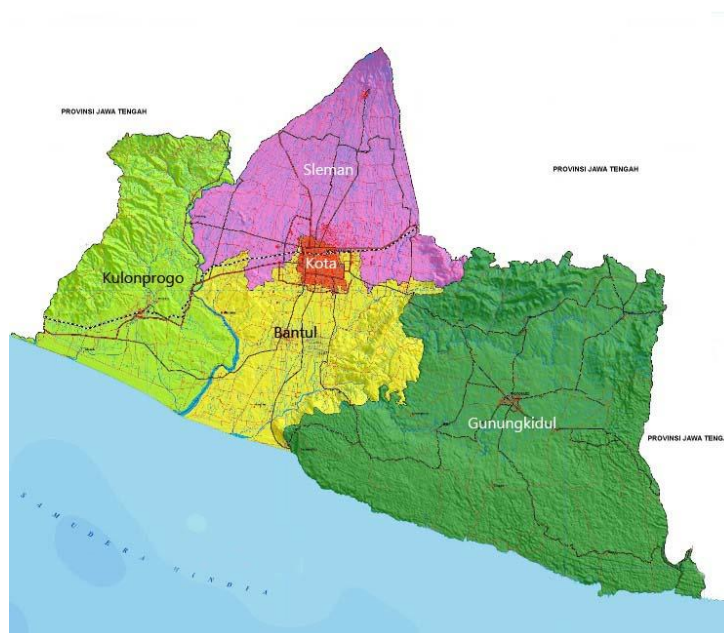 PROVINSI JAWA TENGAH
PROVINSI JAWA TENGAH
Sleman
Kota
Kulonprogo
Bantul
Gunungkidul
PROVINSI JAWA TENGA
SAMUDERA HINDIA